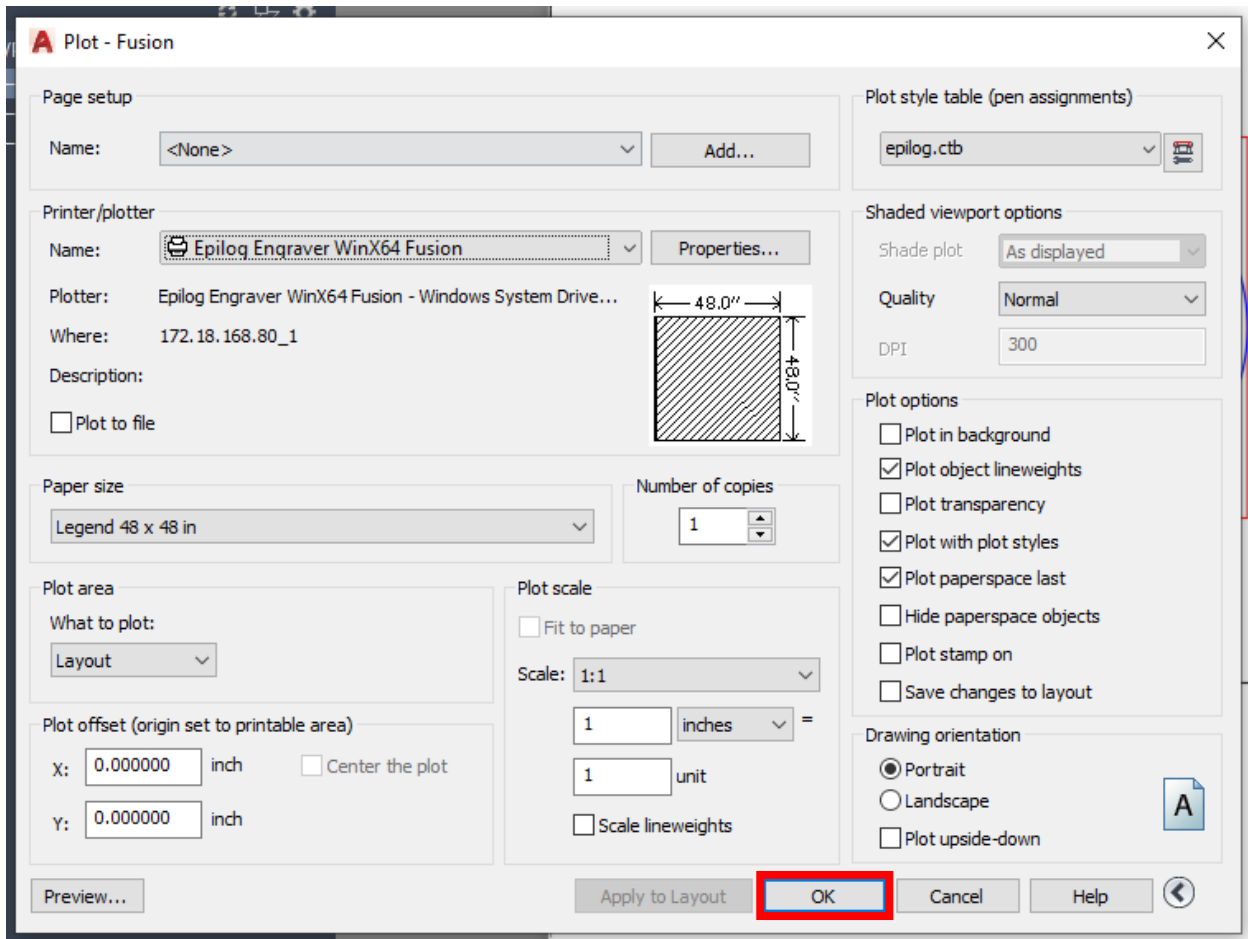 Plot - Fusion
Page setup
Name:
<None>
Add...
Plot style table (pen assignments)
epilog.ctb
Printer/plotter
Name:
Epilog Engraver WinX64 Fusion
Properties...
Plotter:
Epilog Engraver WinX64 Fusion - Windows System Drive...
Where:
172.18.168.80_1
Description:
Plot to file
48.0′′
48.0′′
Shaded viewport options
Shade plot
As displayed
Quality
Normal
DPI
300
Paper size
Legend 48 x 48 in
Number of copies
1
Plot options
Plot in background
Plot object lineweights
Plot transparency
Plot with plot styles
Plot paperspace last
Hide paperspace objects
Plot stamp on
Save changes to layout
Plot area
What to plot:
Layout
Plot scale
Fit to paper
Scale: 1:1
1 inches =
1 unit
Scale lineweights
Plot offset (origin set to printable area)
X: 0.000000 inch
Center the plot
Y: 0.000000 inch
Drawing orientation
Portrait
Landscape
Plot upside-down
A
Preview...
Apply to Layout
OK
Cancel
Help